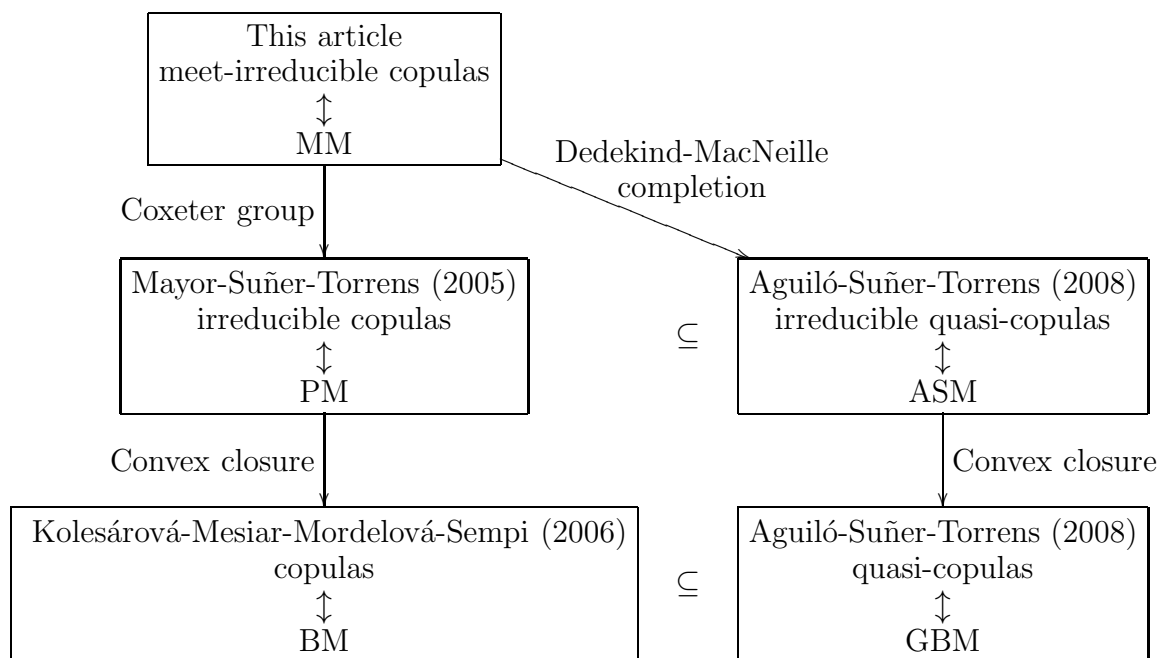 This article
meet-irreducible copulas
↕
MM
Dedekind-MacNeille
completion
Coxeter group
Mayor-Suñer-Torrens (2005)
irreducible copulas
↕
PM
⊆
Aguiló-Suñer-Torrens (2008)
irreducible quasi-copulas
↕
ASM
Convex closure
Convex closure
Kolesárová-Mesiar-Mordelová-Sempi (2006)
copulas
↕
BM
⊆
Aguiló-Suñer-Torrens (2008)
quasi-copulas
↕
GBM